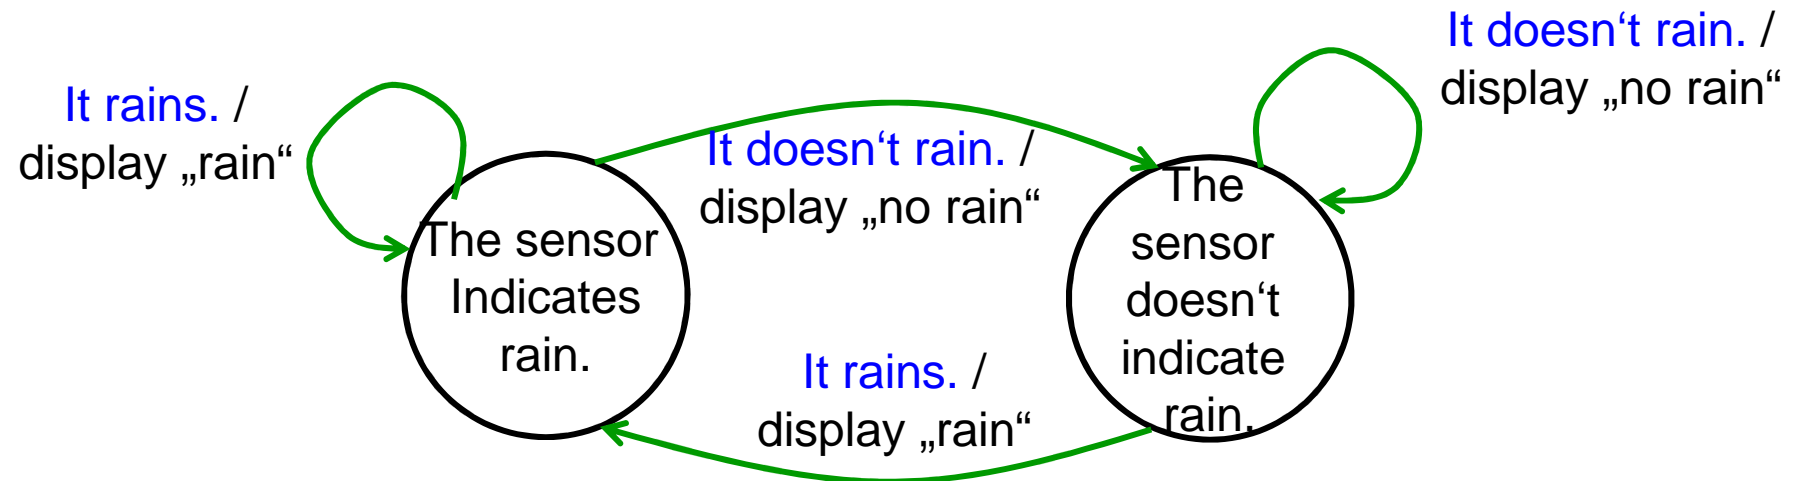 It rains. /
display „rain“
The sensor
Indicates
rain.
It doesn‘t rain. /
display „no rain“
It rains. /
display „rain“
The
sensor
doesn‘t
indicate
rain.
It doesn‘t rain. /
display „no rain“